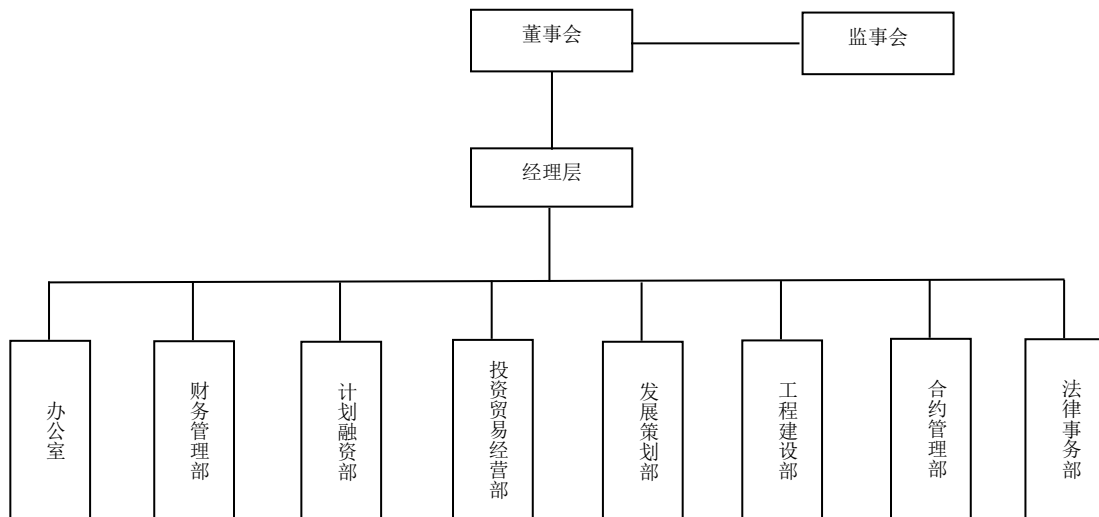 董事会
监事会
经理层
办公室
财务管理部
计划融资部
投资贸易经营部
发展策划部
工程建设部
合约管理部
法律事务部